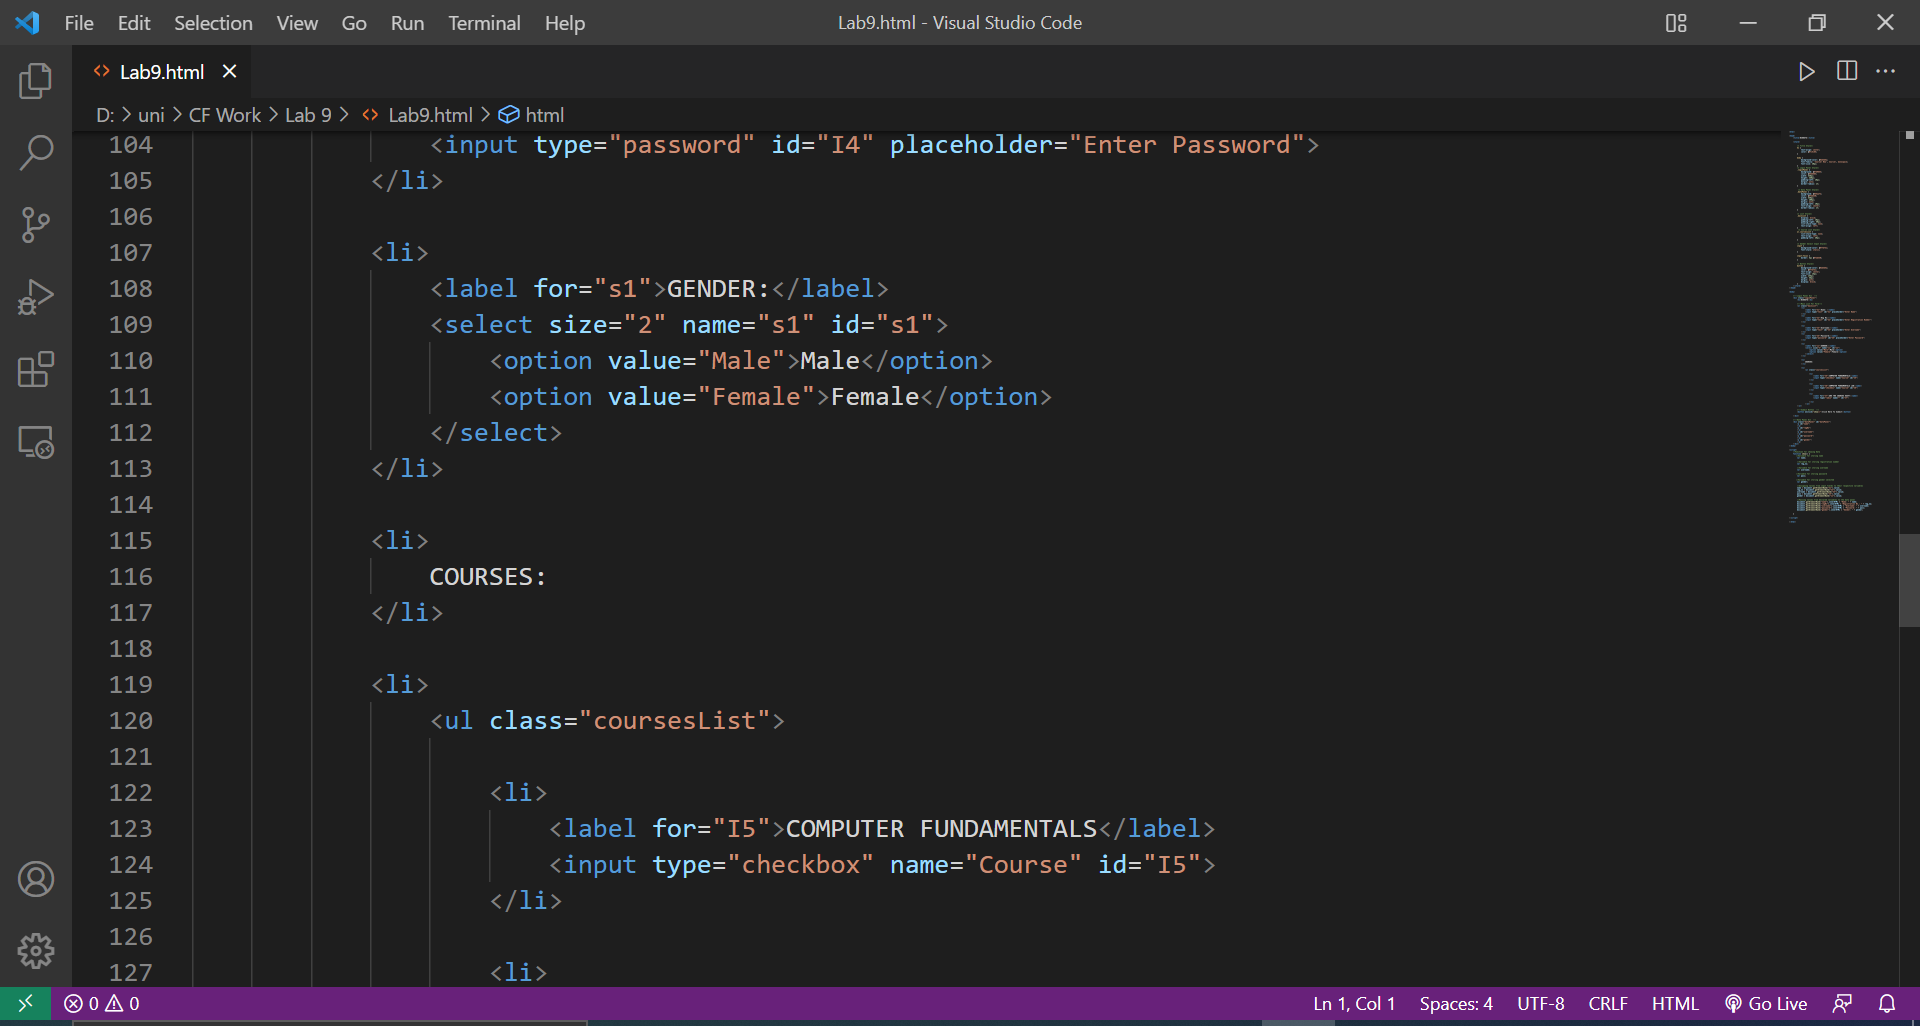 File Edit Selection View Go Run Terminal Help Lab9.html - Visual Studio Code
Lab9.html
D: > uni > CF Work > Lab 9 > Lab9.html > html
104 <input type="password" id="I4" placeholder="Enter Password">
105 </li>
106
107 <li>
108 <label for="s1">GENDER:</label>
109 <select size="2" name="s1" id="s1">
110 <option value="Male">Male</option>
111 <option value="Female">Female</option>
112 </select>
113 </li>
114
115 <li>
116 COURSES:
117 </li>
118
119 <li>
120 <ul class="coursesList">
121
122 <li>
123 <label for="I5">COMPUTER FUNDAMENTALS</label>
124 <input type="checkbox" name="Course" id="I5">
125 </li>
126
127 <li>
0 0 Ln 1, Col 1 Spaces: 4 UTF-8 CRLF HTML Go Live